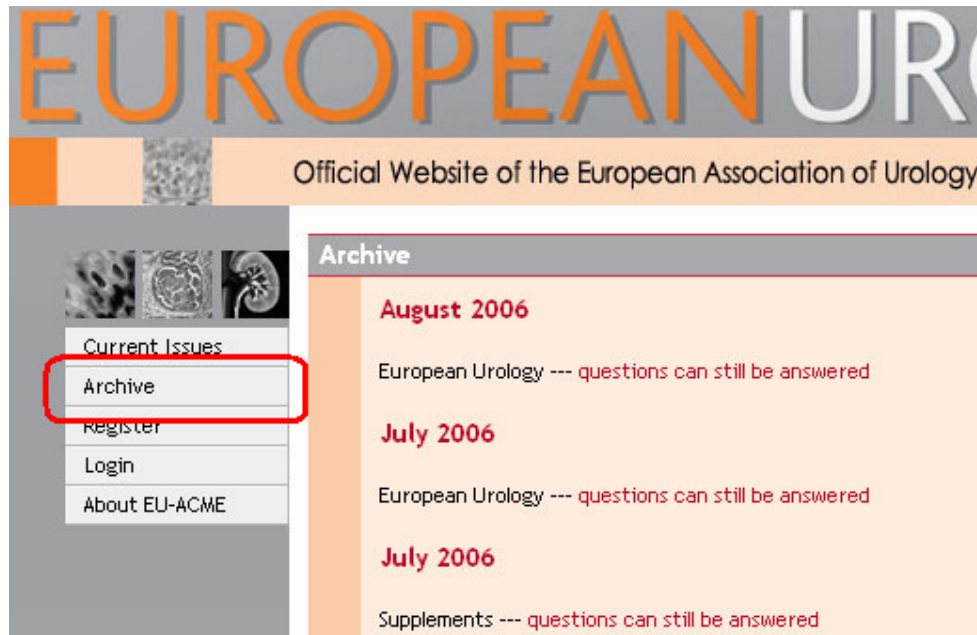 EUROPEAN URO
Official Website of the European Association of Urology
Archive
August 2006
European Urology --- questions can still be answered
July 2006
European Urology --- questions can still be answered
July 2006
Supplements --- questions can still be answered
Current Issues
Archive
Register
Login
About EU-ACME